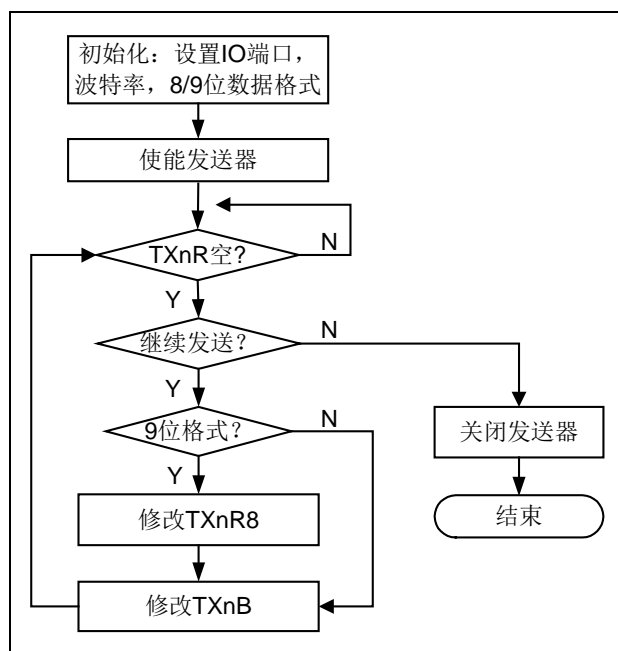 初始化：设置IO端口，
波特率，8/9位数据格式
使能发送器
TXnR空?
N
Y
继续发送？
N
Y
9位格式？
N
Y
关闭发送器
修改TXnR8
结束
修改TXnB